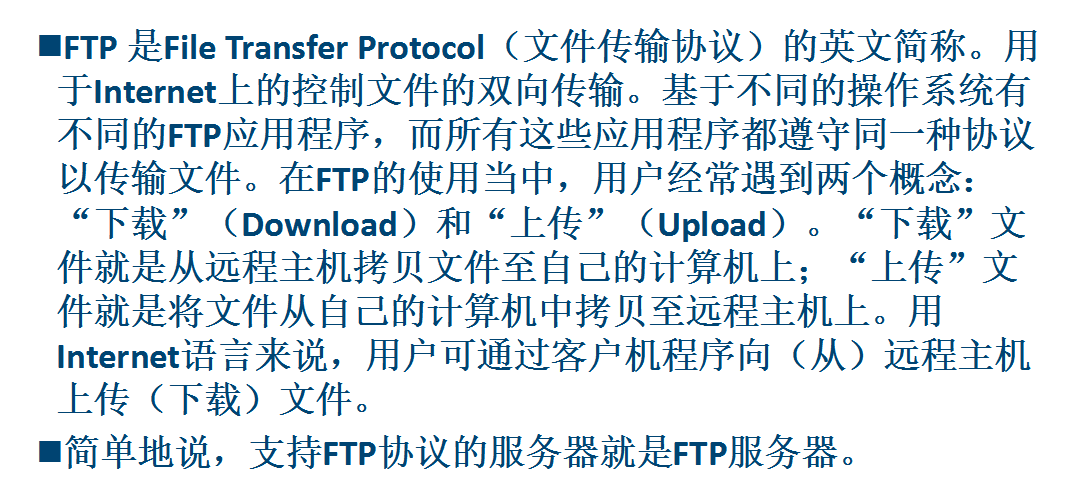 ■FTP 是File Transfer Protocol（文件传输协议）的英文简称。用
于Internet上的控制文件的双向传输。基于不同的操作系统有
不同的FTP应用程序，而所有这些应用程序都遵守同一种协议
以传输文件。在FTP的使用当中，用户经常遇到两个概念：
“下载”（Download）和“上传”（Upload）。“下载”文
件就是从远程主机拷贝文件至自己的计算机上；“上传”文
件就是将文件从自己的计算机中拷贝至远程主机上。用
Internet语言来说，用户可通过客户机程序向（从）远程主机
上传（下载）文件。
■简单地说，支持FTP协议的服务器就是FTP服务器。